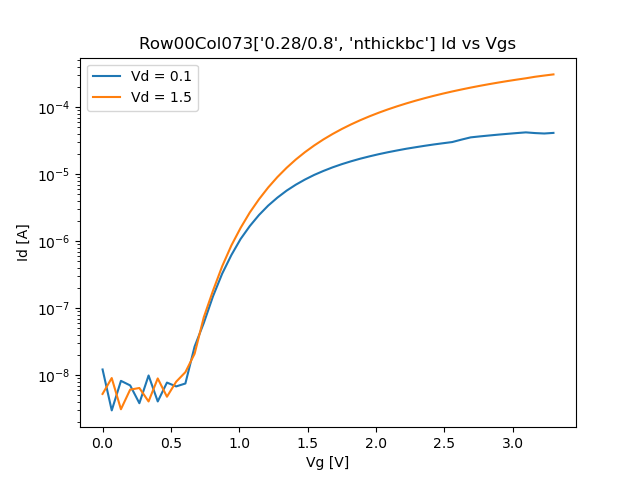 Row00Col073['0.28/0.8', 'nthickbc'] Id vs Vgs
Vd = 0.1
Vd = 1.5
10⁻⁴
10⁻⁵
10⁻⁶
10⁻⁷
10⁻⁸
Id [A]
0.0 0.5 1.0 1.5 2.0 2.5 3.0
Vg [V]